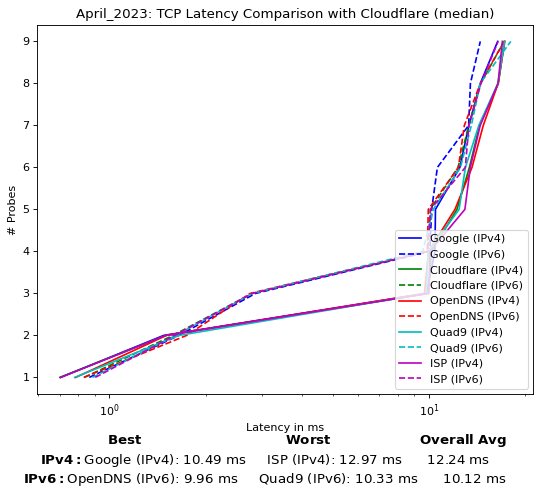 April_2023: TCP Latency Comparison with Cloudflare (median)
9
8
7
6
5
4
3
2
1
# Probes
Google (IPv4)
Google (IPv6)
Cloudflare (IPv4)
Cloudflare (IPv6)
OpenDNS (IPv4)
OpenDNS (IPv6)
Quad9 (IPv4)
Quad9 (IPv6)
ISP (IPv4)
ISP (IPv6)
10⁰ 10¹
Latency in ms
Best Worst Overall Avg
IPv4: Google (IPv4): 10.49 ms ISP (IPv4): 12.97 ms 12.24 ms
IPv6: OpenDNS (IPv6): 9.96 ms Quad9 (IPv6): 10.33 ms 10.12 ms